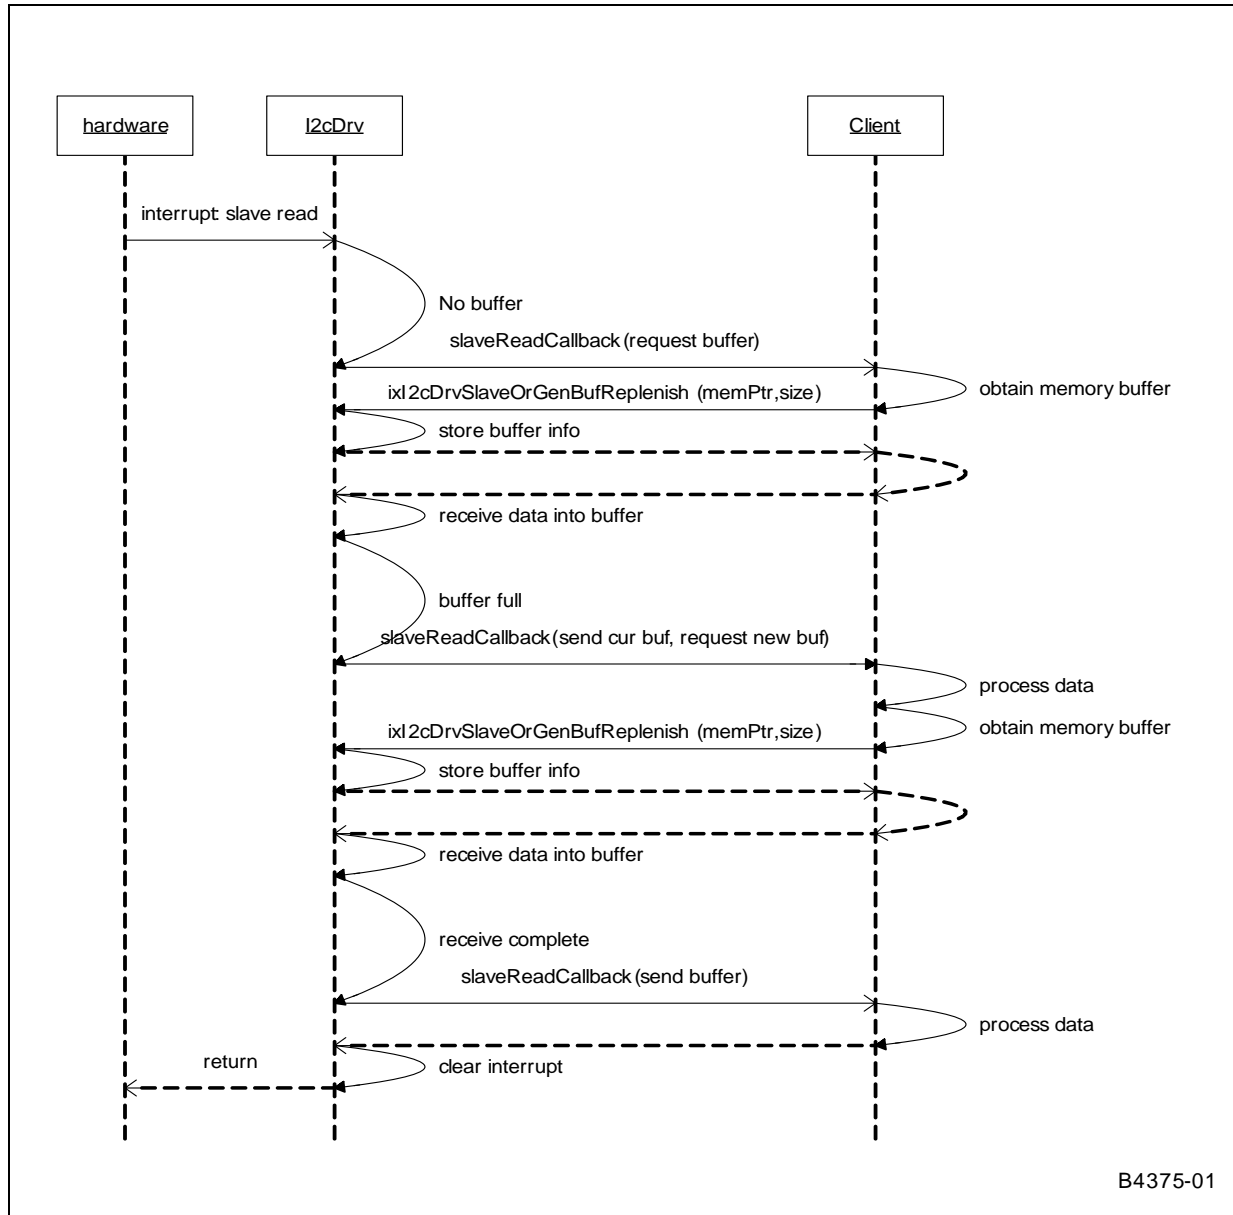 hardware
I2cDrv
Client
interrupt: slave read
No buffer
slaveReadCallback(request buffer)
obtain memory buffer
ixI2cDrvSlaveOrGenBufReplenish (memPtr,size)
store buffer info
receive data into buffer
buffer full
slaveReadCallback(send cur buf, request new buf)
process data
obtain memory buffer
ixI2cDrvSlaveOrGenBufReplenish (memPtr,size)
store buffer info
receive data into buffer
receive complete
slaveReadCallback(send buffer)
process data
return
clear interrupt
B4375-01